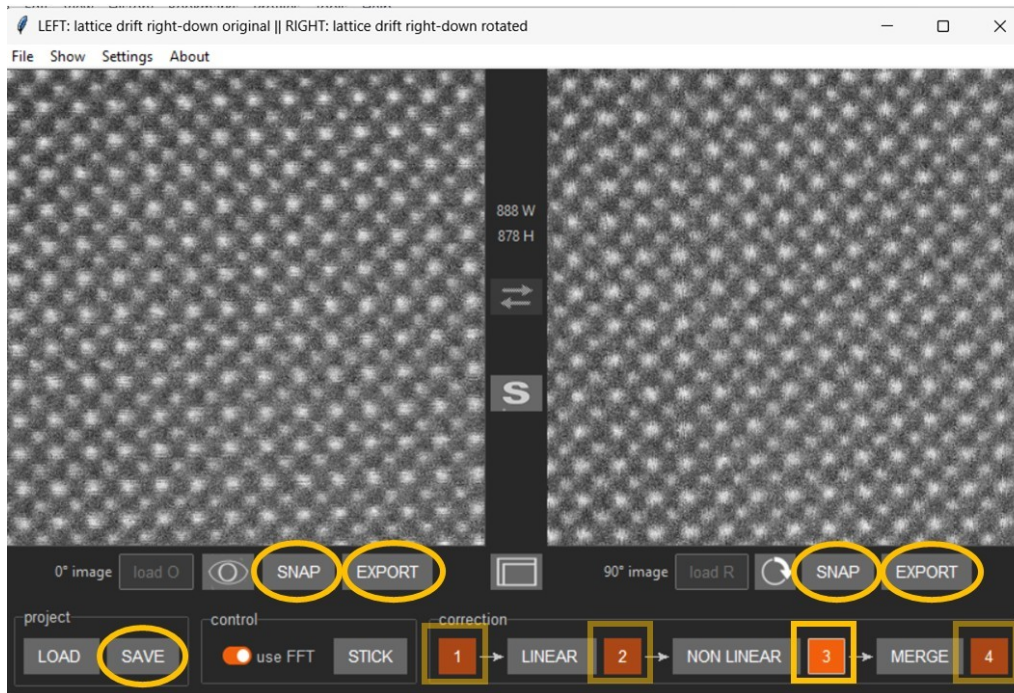 LEFT: lattice drift right-down original || RIGHT: lattice drift right-down rotated
File Show Settings About
888 W
878 H
S
0° image load O SNAP EXPORT 90° image load R SNAP EXPORT
project control correction
LOAD SAVE use FFT STICK 1 LINEAR 2 NON LINEAR 3 MERGE 4